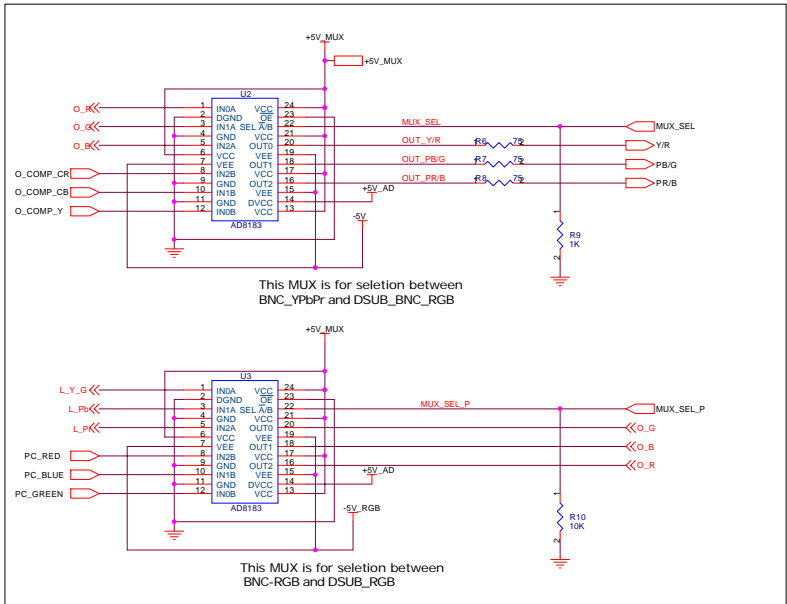 +5V_MUX
+5V_MUX
U2
O_R 1 IN0A VCC 24
2 DGND OE 23
O_G 3 IN1A SEL A/B 22 MUX_SEL MUX_SEL
4 GND VCC 21
O_B 5 IN2A OUT0 20 OUT_Y/R R6 75 Y/R
6 VCC VEE 19
7 VEE OUT1 18 OUT_PB/G R7 75 PB/G
O_COMP_CR 8 IN2B VCC 17
9 GND OUT2 16 OUT_PR/B R8 75 PR/B
O_COMP_CB 10 IN1B VEE 15 +5V_AD
11 GND DVCC 14
O_COMP_Y 12 IN0B VCC 13 -5V
AD8183
1
R9
1K
2
This MUX is for seletion between
BNC_YPbPr and DSUB_BNC_RGB
+5V_MUX
U3
L_Y_G 1 IN0A VCC 24
2 DGND OE 23
L_Pb 3 IN1A SEL A/B 22 MUX_SEL_P MUX_SEL_P
4 GND VCC 21
L_Pr 5 IN2A OUT0 20 O_G
6 VCC VEE 19
7 VEE OUT1 18 O_B
PC_RED 8 IN2B VCC 17
9 GND OUT2 16 O_R
PC_BLUE 10 IN1B VEE 15 +5V_AD
11 GND DVCC 14
PC_GREEN 12 IN0B VCC 13
AD8183
-5V_RGB
1
R10
10K
2
This MUX is for seletion between
BNC-RGB and DSUB_RGB